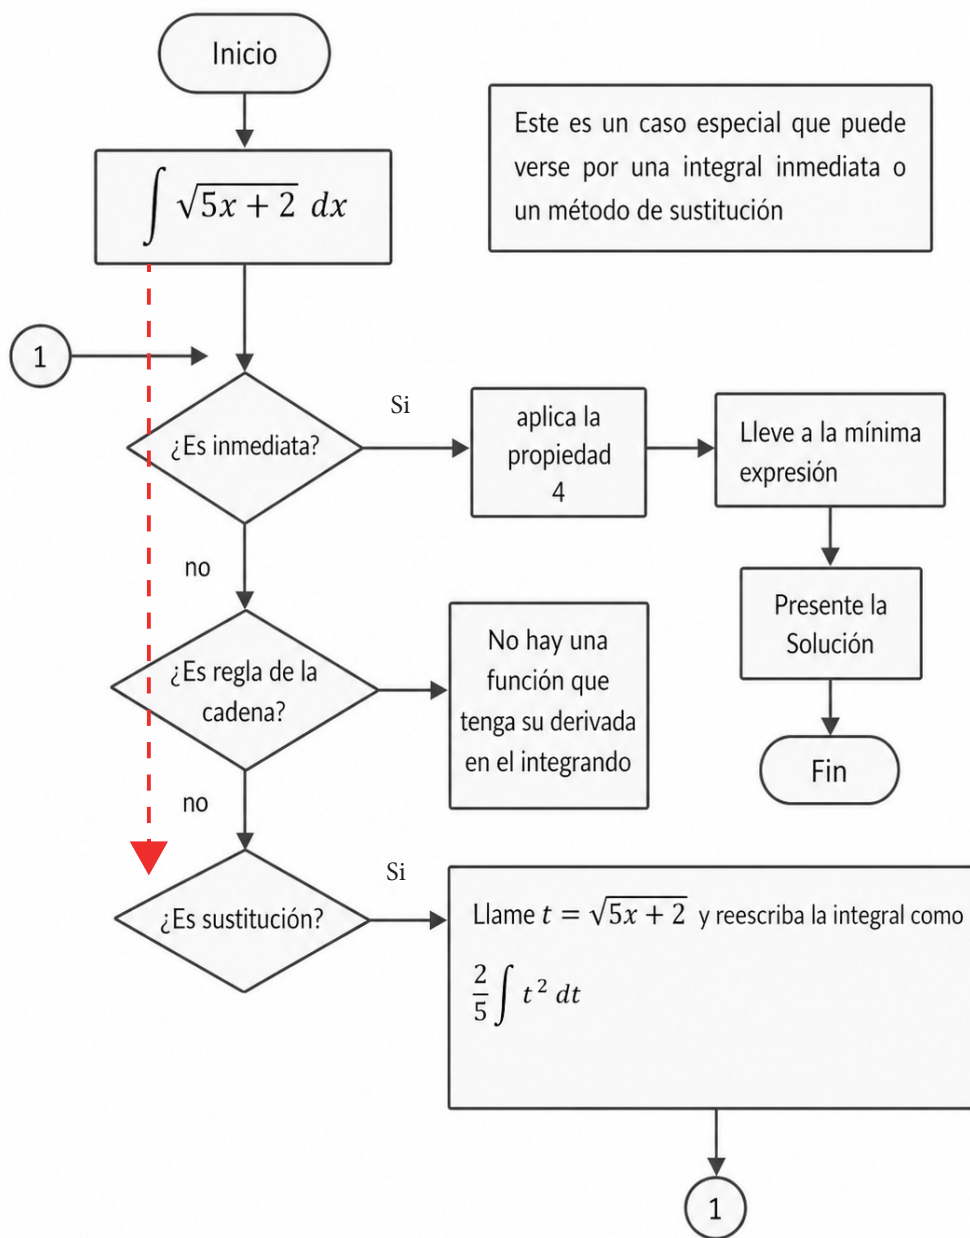 Inicio
∫ √(5x + 2) dx
Este es un caso especial que puede
verse por una integral inmediata o
un método de sustitución
1
¿Es inmediata?
Si
aplica la
propiedad
4
Lleve a la mínima
expresión
no
Presente la
Solución
¿Es regla de la
cadena?
No hay una
función que
tenga su derivada
en el integrando
Fin
no
¿Es sustitución?
Si
Llame t = √(5x + 2) y reescriba la integral como
2/5 ∫ t² dt
1